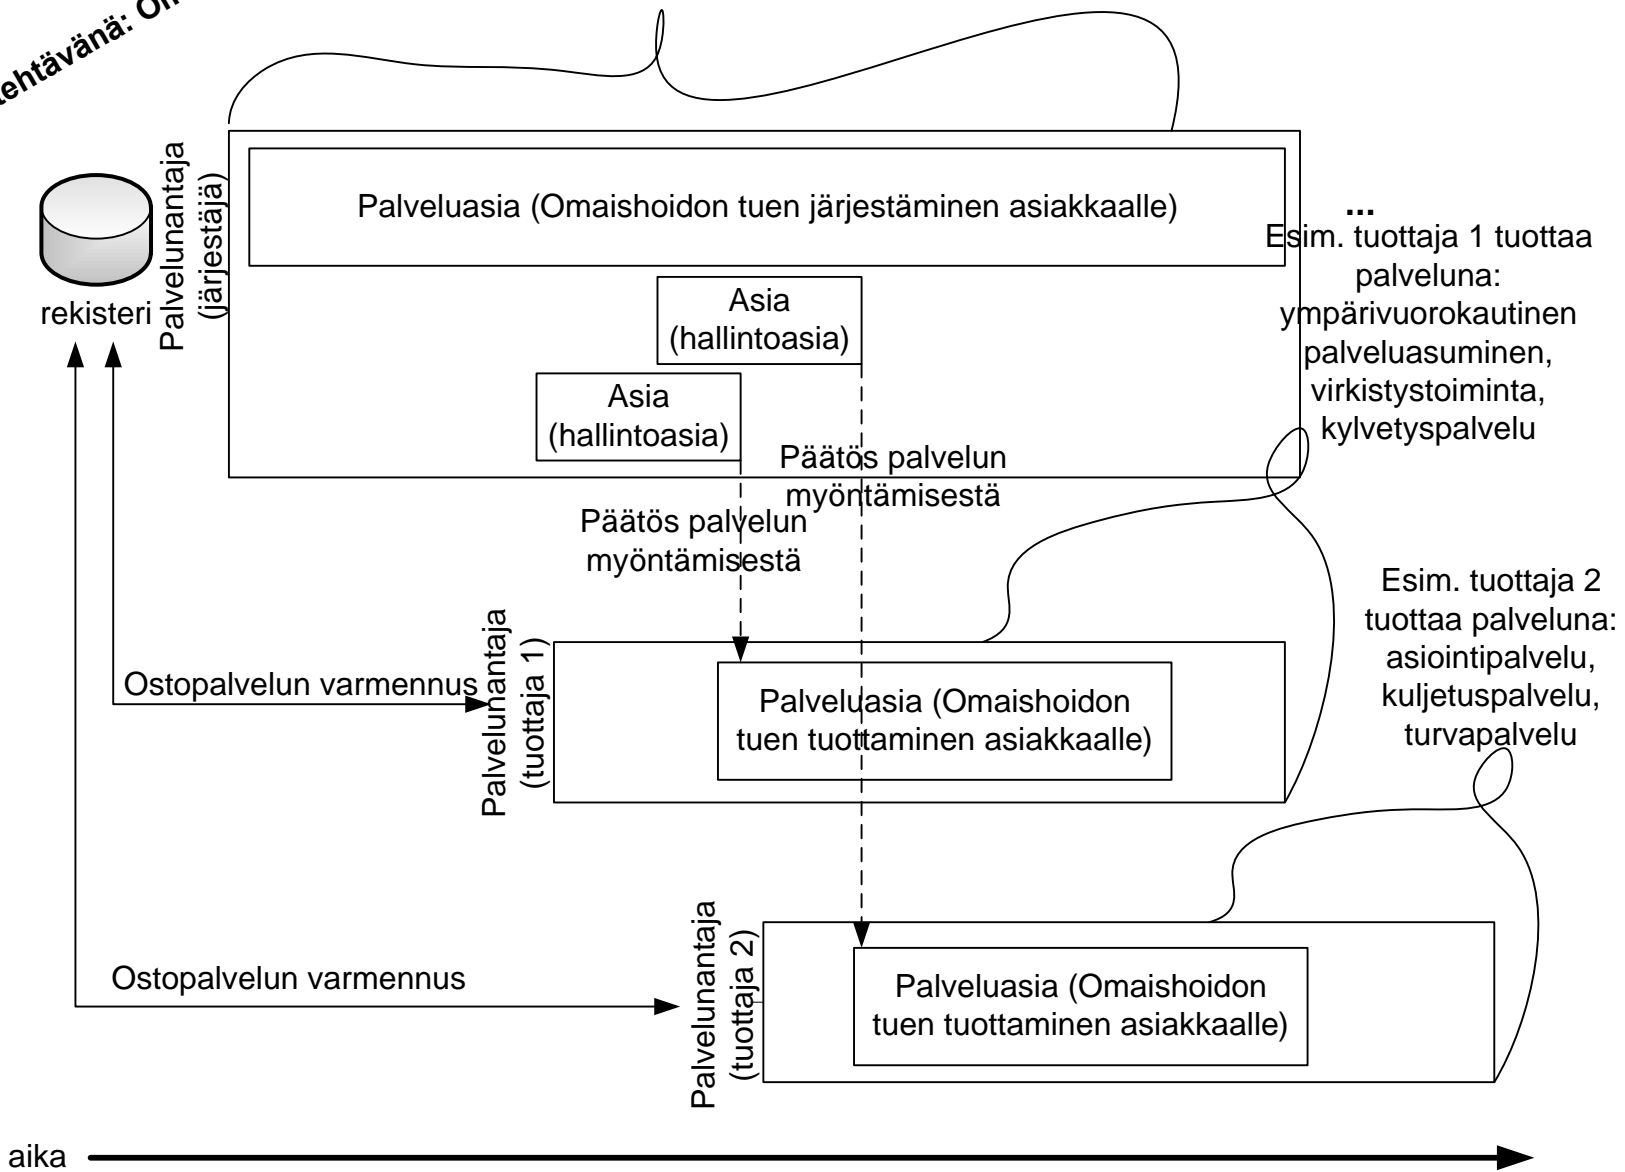 ehtävänä:
Palvelunantaja
(järjestäjä)
rekisteri
Palveluasia (Omaishoidon tuen järjestäminen asiakkaalle)
...
Esim. tuottaja 1 tuottaa
palveluna:
ympärivuorokautinen
palveluasuminen,
virkistystoiminta,
kylvetyspalvelu
Asia
(hallintoasia)
Asia
(hallintoasia)
Päätös palvelun
myöntämisestä
Päätös palvelun
myöntämisestä
Esim. tuottaja 2
tuottaa palveluna:
asiointipalvelu,
kuljetuspalvelu,
turvapalvelu
Ostopalvelun varmennus
Palvelunantaja
(tuottaja 1)
Palveluasia (Omaishoidon
tuen tuottaminen asiakkaalle)
Ostopalvelun varmennus
Palvelunantaja
(tuottaja 2)
Palveluasia (Omaishoidon
tuen tuottaminen asiakkaalle)
aika